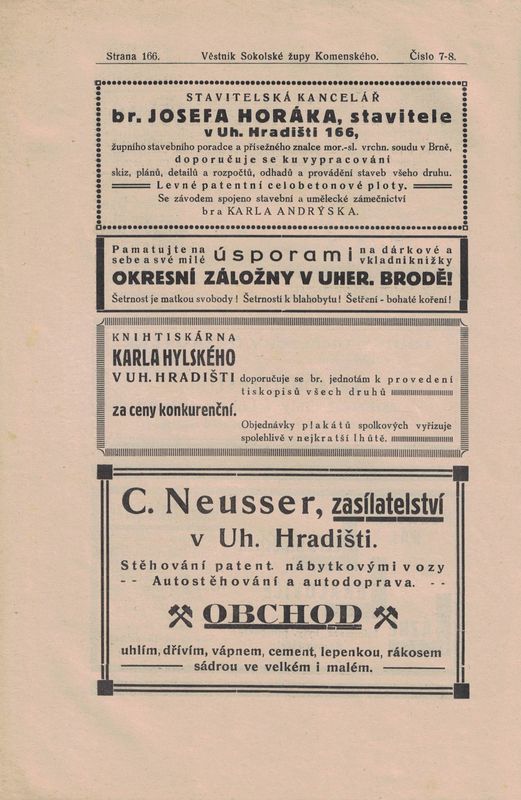 Strana 166. Věstník Sokolské župy Komenského. Číslo 7-8.
STAVITELSKÁ KANCELÁŘ
br. JOSEFA HORÁKA, stavitele
v Uh. Hradišti 166,
župního stavebního poradce a přísežného znalce mor.-sl. vrchn. soudu v Brně,
doporučuje se ku vypracování
skiz, plánů, detailů a rozpočtů, odhadů a provádění staveb všeho druhu.
Levné patentní celobetonové ploty.
Se závodem spojeno stavební a umělecké zámečnictví
bra KARLA ANDRÝSKA.
Pamatujte na
sebe a své milé
úsporami
na dárkové a
vkladní knížky
OKRESNÍ ZÁLOŽNY V UHER. BRODĚ!
Šetrnost je matkou svobody! Šetrností k blahobytu! Šetření - bohaté koření!
KNIHTISKÁRNA
KARLA HYLSKÉHO
V UH. HRADIŠTI doporučuje se br. jednotám k provedení
tiskopisů všech druhů
za ceny konkurenční.
Objednávky plakátů spolkových vyřizuje
spolehlivě v nejkratší lhůtě.
C. Neusser, zasílatelství
v Uh. Hradišti.
Stěhování patent. nábytkovými vozy
- - Autostěhování a autodoprava. - -
OBCHOD
uhlím, dřívím, vápnem, cement, lepenkou, rákosem
sádrou ve velkém i malém.